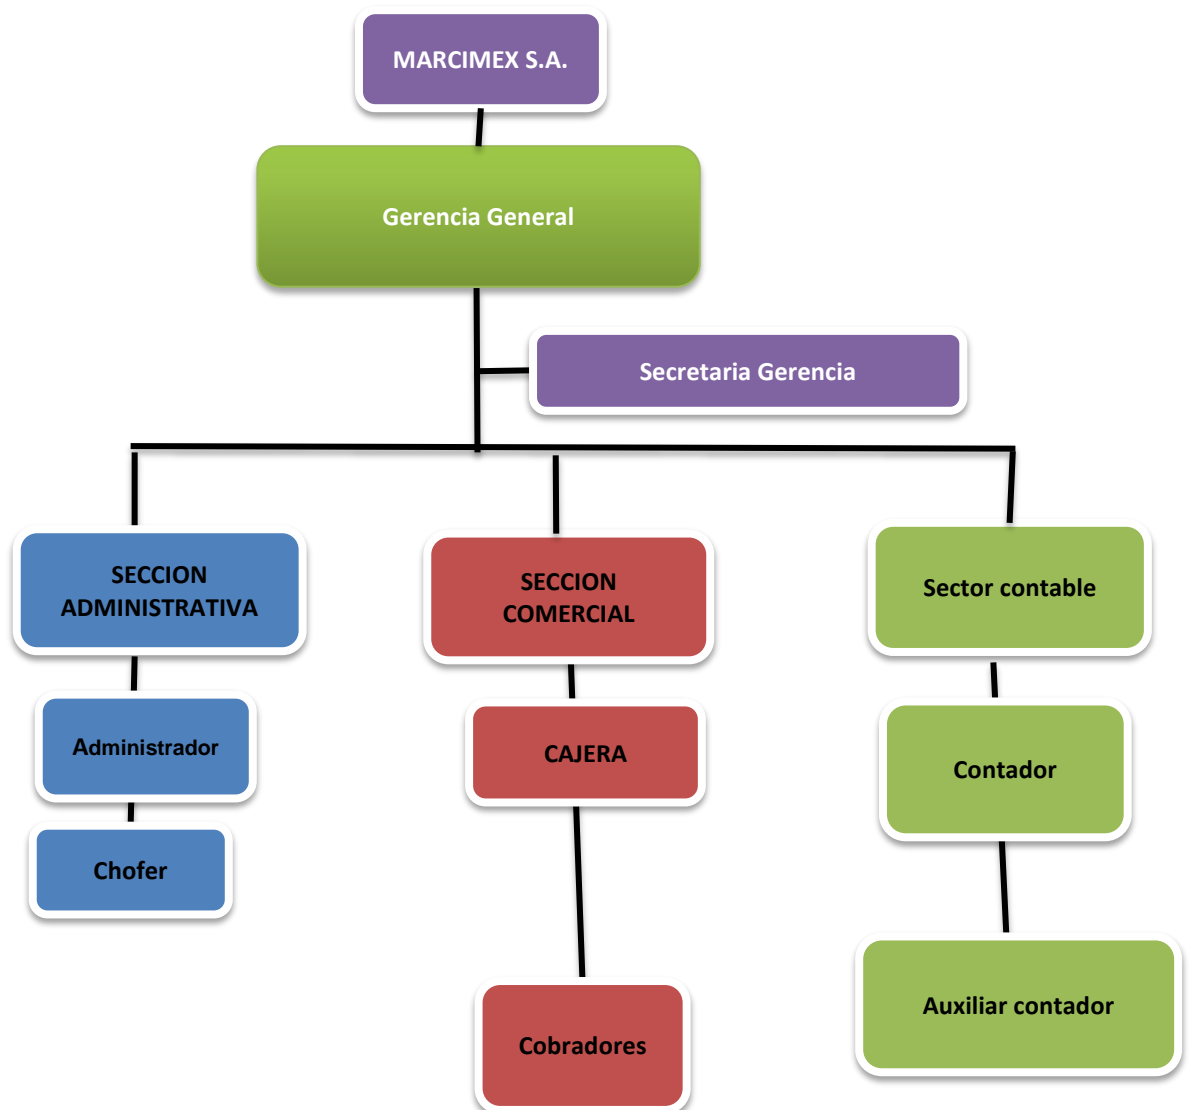 MARCIMEX S.A.
Gerencia General
Secretaria Gerencia
SECCION
ADMINISTRATIVA
SECCION
COMERCIAL
Sector contable
Administrador
CAJERA
Contador
Chofer
Auxiliar contador
Cobradores